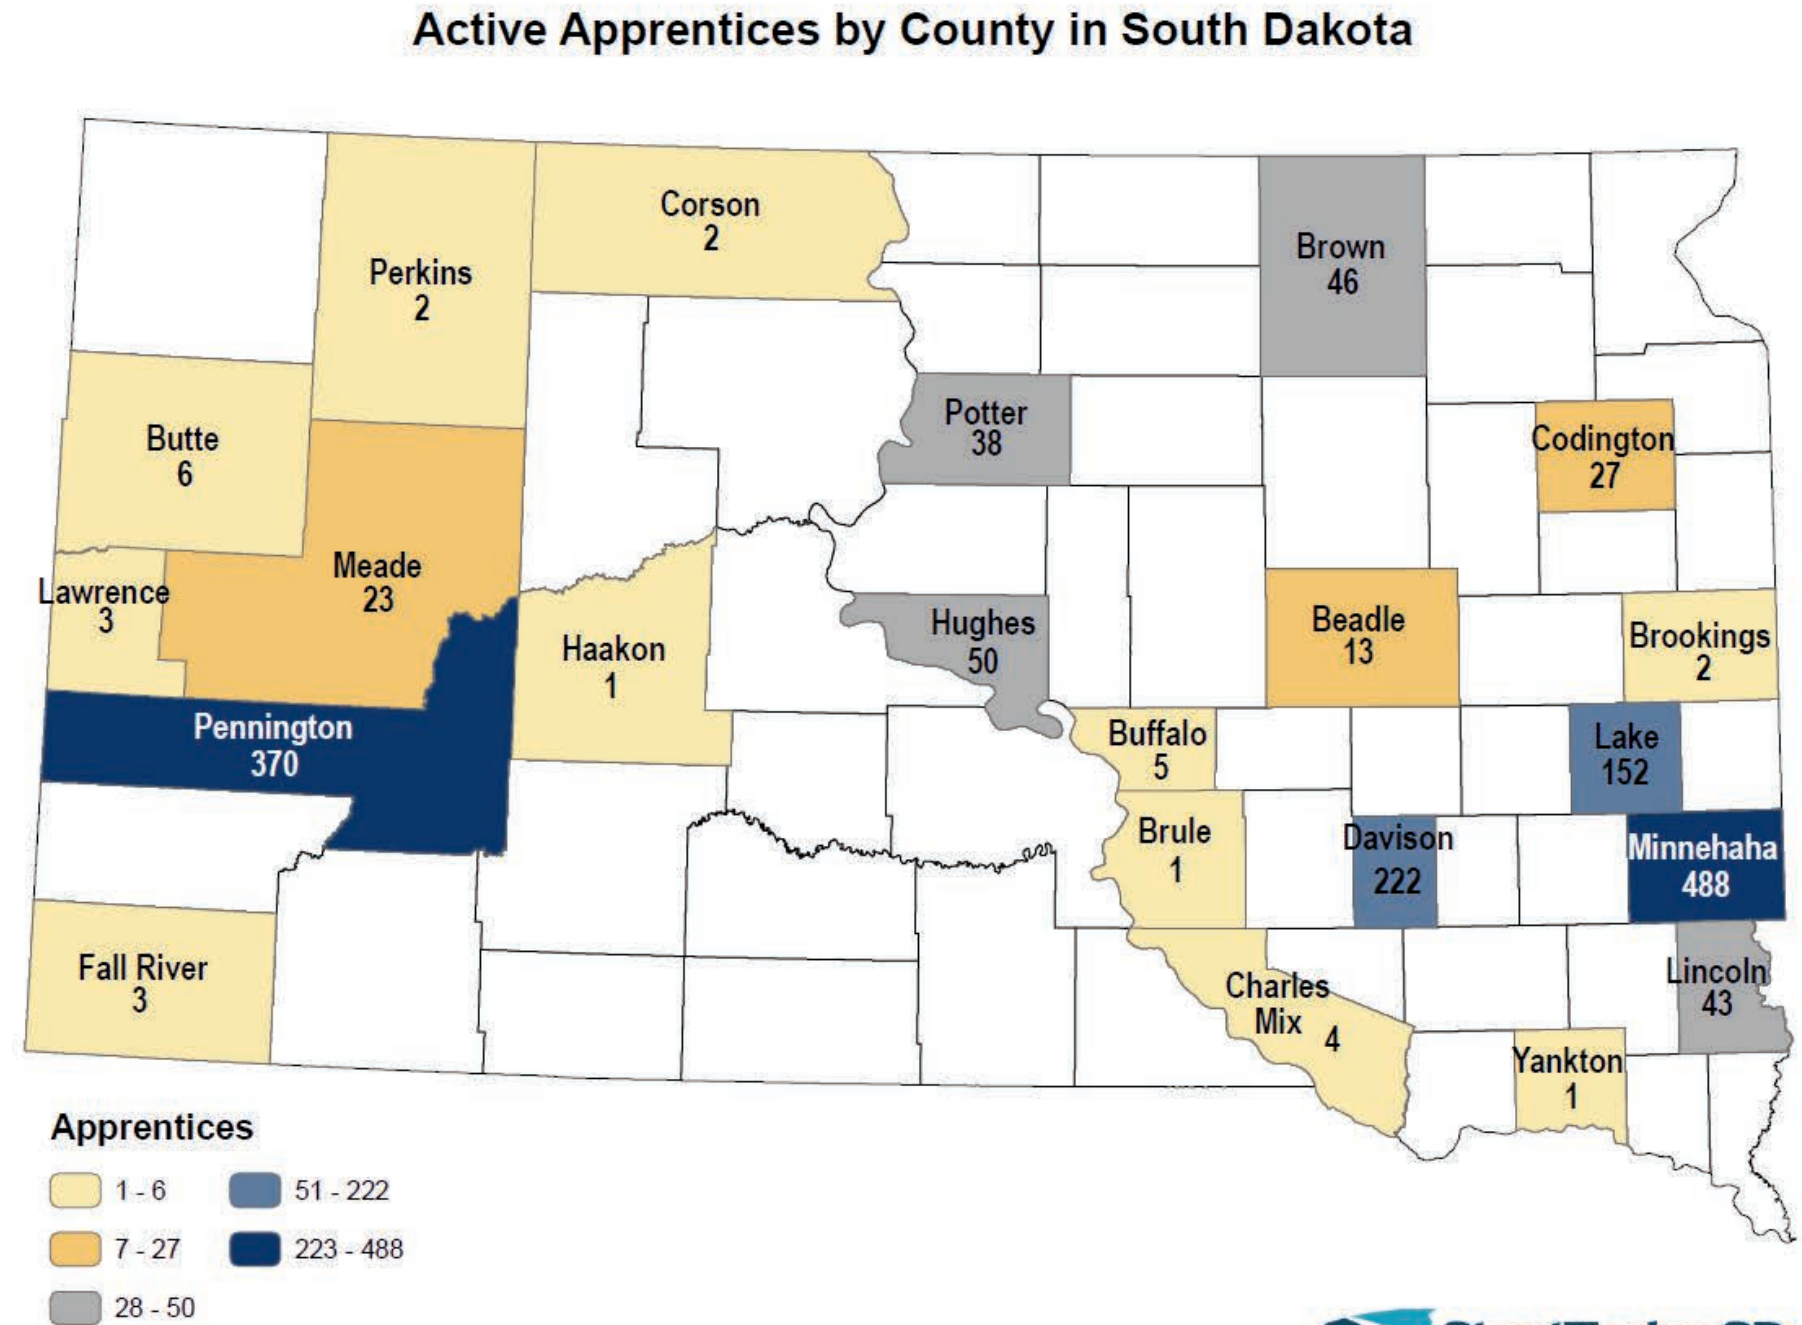 Active Apprentices by County in South Dakota
Corson
2
Perkins
2
Brown
46
Butte
6
Potter
38
Codington
27
Meade
23
Lawrence
3
Haakon
1
Hughes
50
Beadle
13
Brookings
2
Pennington
370
Buffalo
5
Lake
152
Brule
1
Davison
222
Minnehaha
488
Fall River
3
Charles
Mix 4
Lincoln
43
Yankton
1
Apprentices
1 - 6
51 - 222
7 - 27
223 - 488
28 - 50